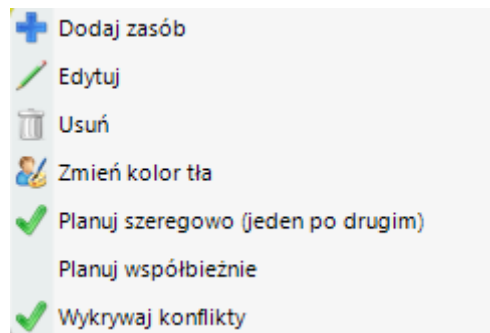 Dodaj zasób
Edytuj
Usuń
Zmień kolor tła
Planuj szeregowo (jeden po drugim)
Planuj współbieżnie
Wykrywaj konflikty